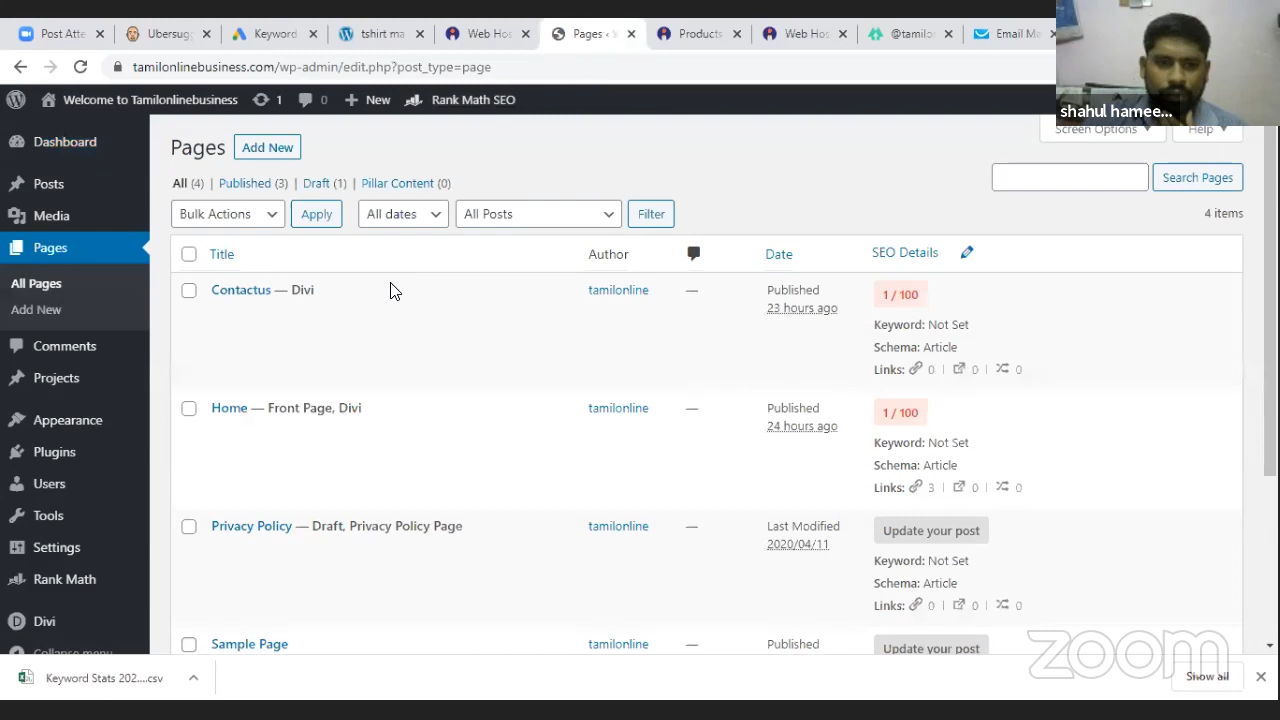 Post Atte
Ubersugg
Keyword
tshirt ma
Web Hos
Pages ‹
Products
Web Hos
@tamilo
Email Ma
tamilonlinebusiness.com/wp-admin/edit.php?post_type=page
shahul hamee...
Welcome to Tamilonlinebusiness
1
0
New
Rank Math SEO
Screen Options
Help
Dashboard
Posts
Media
Pages
All Pages
Add New
Comments
Projects
Appearance
Plugins
Users
Tools
Settings
Rank Math
Divi
Collapse menu
Pages Add New
All (4) | Published (3) | Draft (1) | Pillar Content (0)
Search Pages
Bulk Actions Apply All dates All Posts Filter
4 items
Title Author Date SEO Details
Contactus — Divi tamilonline — Published 1 / 100
23 hours ago
Keyword: Not Set
Schema: Article
Links: 0 | 0 | 0
Home — Front Page, Divi tamilonline — Published 1 / 100
24 hours ago
Keyword: Not Set
Schema: Article
Links: 3 | 0 | 0
Privacy Policy — Draft, Privacy Policy Page tamilonline — Last Modified Update your post
2020/04/11
Keyword: Not Set
Schema: Article
Links: 0 | 0 | 0
Sample Page tamilonline — Published Update your post
zoom
Keyword Stats 202....csv
Show all